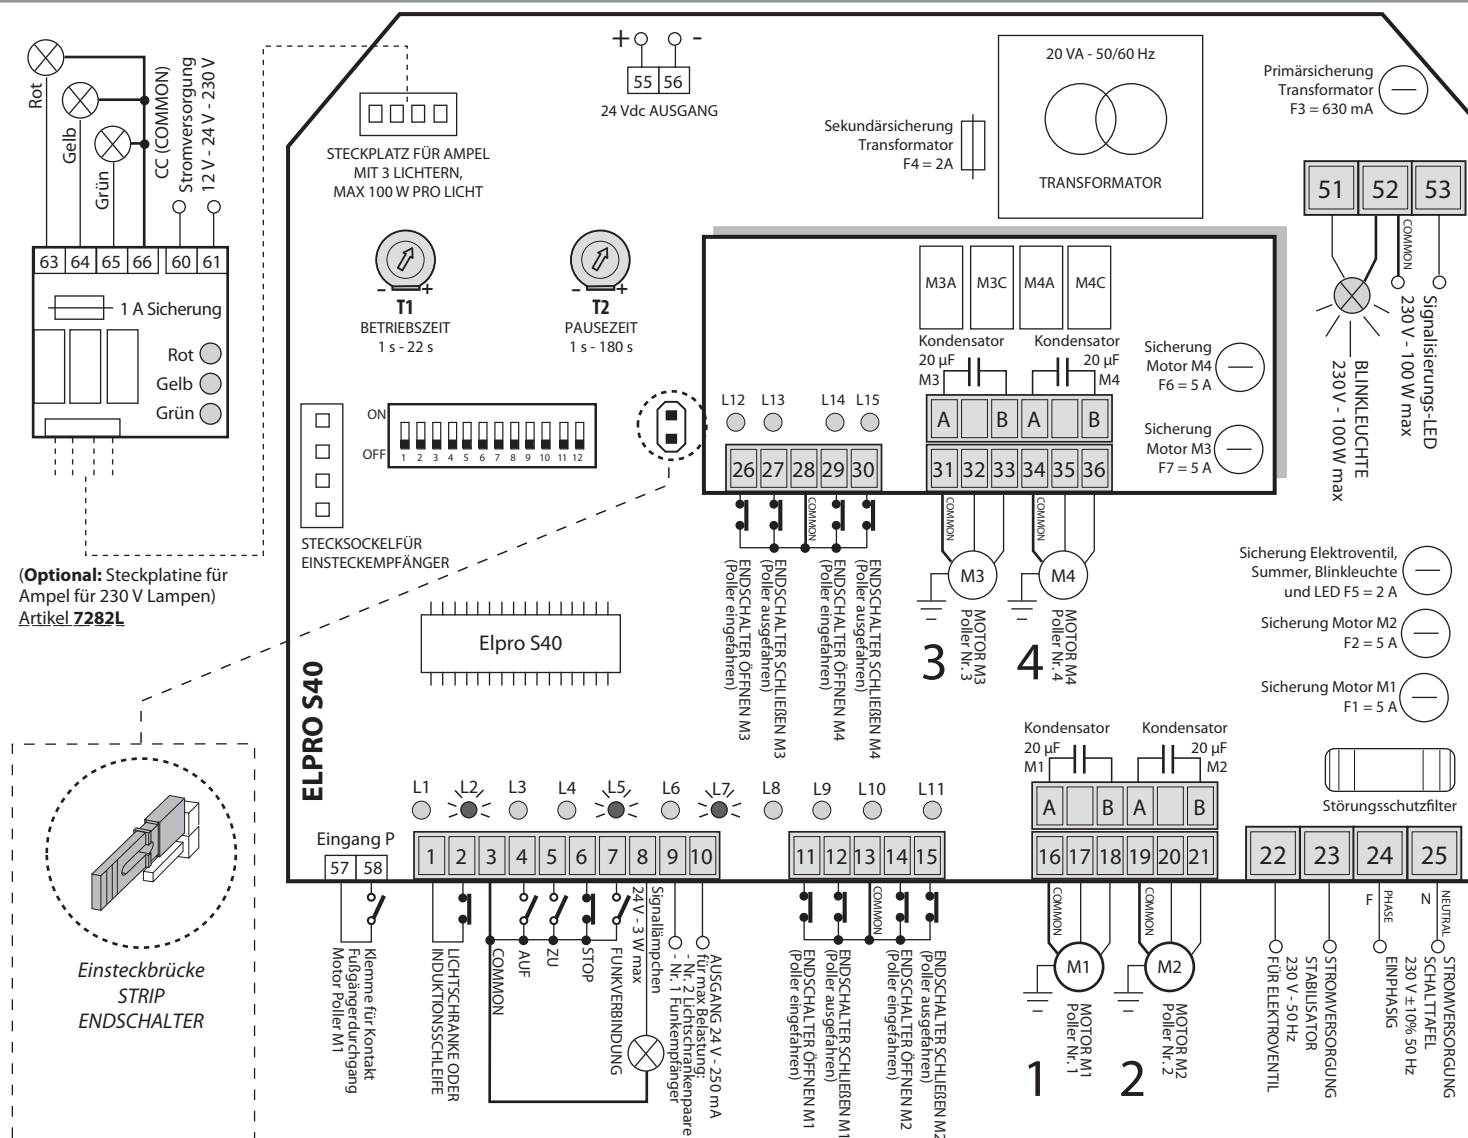 Rot
Gelb
Grün
CC (COMMON)
Stromversorgung
12 V - 24 V - 230 V
63 64 65 66 60 61
1 A Sicherung
Rot
Gelb
Grün
(Optional: Steckplatine für
Ampel für 230 V Lampen)
Artikel 7282L
STECKPLATZ FÜR AMPEL
MIT 3 LICHTERN,
MAX 100 W PRO LICHT
+ -
55 56
24 Vdc AUSGANG
20 VA - 50/60 Hz
TRANSFORMATOR
Sekundärsicherung
Transformator
F4 = 2A
Primärsicherung
Transformator
F3 = 630 mA
51 52 53
COMMON
BLINKLEUCHTE
230 V - 100 W max
Signalisierungs-LED
230 V - 100 W max
- +
T1
BETRIEBSZEIT
1 s - 22 s
- +
T2
PAUSEZEIT
1 s - 180 s
ON
OFF
1 2 3 4 5 6 7 8 9 10 11 12
STECKSOCKELFÜR
EINSTECKEMPFÄNGER
M3A M3C M4A M4C
Kondensator
20 µF
M3
Kondensator
20 µF
M4
A B A B
Sicherung
Motor M4
F6 = 5 A
Sicherung
Motor M3
F7 = 5 A
L12 L13 L14 L15
26 27 28 29 30
31 32 33 34 35 36
COMMON
COMMON
COMMON
ENDSCHALTER ÖFFNEN M3
(Poller eingefahren)
ENDSCHALTER SCHLIEßEN M3
(Poller ausgefahren)
ENDSCHALTER ÖFFNEN M4
(Poller eingefahren)
ENDSCHALTER SCHLIEßEN M4
(Poller ausgefahren)
M3
M4
3
MOTOR M3
Poller Nr. 3
4
MOTOR M4
Poller Nr. 4
Sicherung Elektroventil,
Summer, Blinkleuchte
und LED F5 = 2 A
Sicherung Motor M2
F2 = 5 A
Sicherung Motor M1
F1 = 5 A
Störungsschutzfilter
Elpro S40
ELPRO S40
Einsteckbrücke
STRIP
ENDSCHALTER
L1 L2 L3 L4 L5 L6 L7 L8 L9 L10 L11
Eingang P
57 58
1 2 3 4 5 6 7 8 9 10
11 12 13 14 15
Kondensator
20 µF
M1
Kondensator
20 µF
M2
A B A B
16 17 18 19 20 21
22 23 24 25
Klemme für Kontakt
Fußgängerdurchgang
Motor Poller M1
LICHTSCHRANKE ODER
INDUKTIONSSCHLEIFE
COMMON
AUF
ZU
STOP
FUNKVERBINDUNG
Signallämpchen
24 V - 3 W max
AUSGANG 24 V - 250 mA
für max Belastung:
- Nr. 2 Lichtschrankenpaare
- Nr. 1 Funkempfänger
COMMON
ENDSCHALTER ÖFFNEN M1
(Poller eingefahren)
ENDSCHALTER SCHLIEßEN M1
(Poller ausgefahren)
ENDSCHALTER ÖFFNEN M2
(Poller eingefahren)
ENDSCHALTER SCHLIEßEN M2
(Poller ausgefahren)
COMMON
COMMON
M1
M2
1
MOTOR M1
Poller Nr. 1
2
MOTOR M2
Poller Nr. 2
FÜR ELEKTROVENTIL
STROMVERSORGUNG
STABILISATOR
230 V - 50 Hz
F PHASE
EINPHASIG
N NEUTRAL
STROMVERSORGUNG
SCHALTTAFEL
230 V ±10% 50 Hz